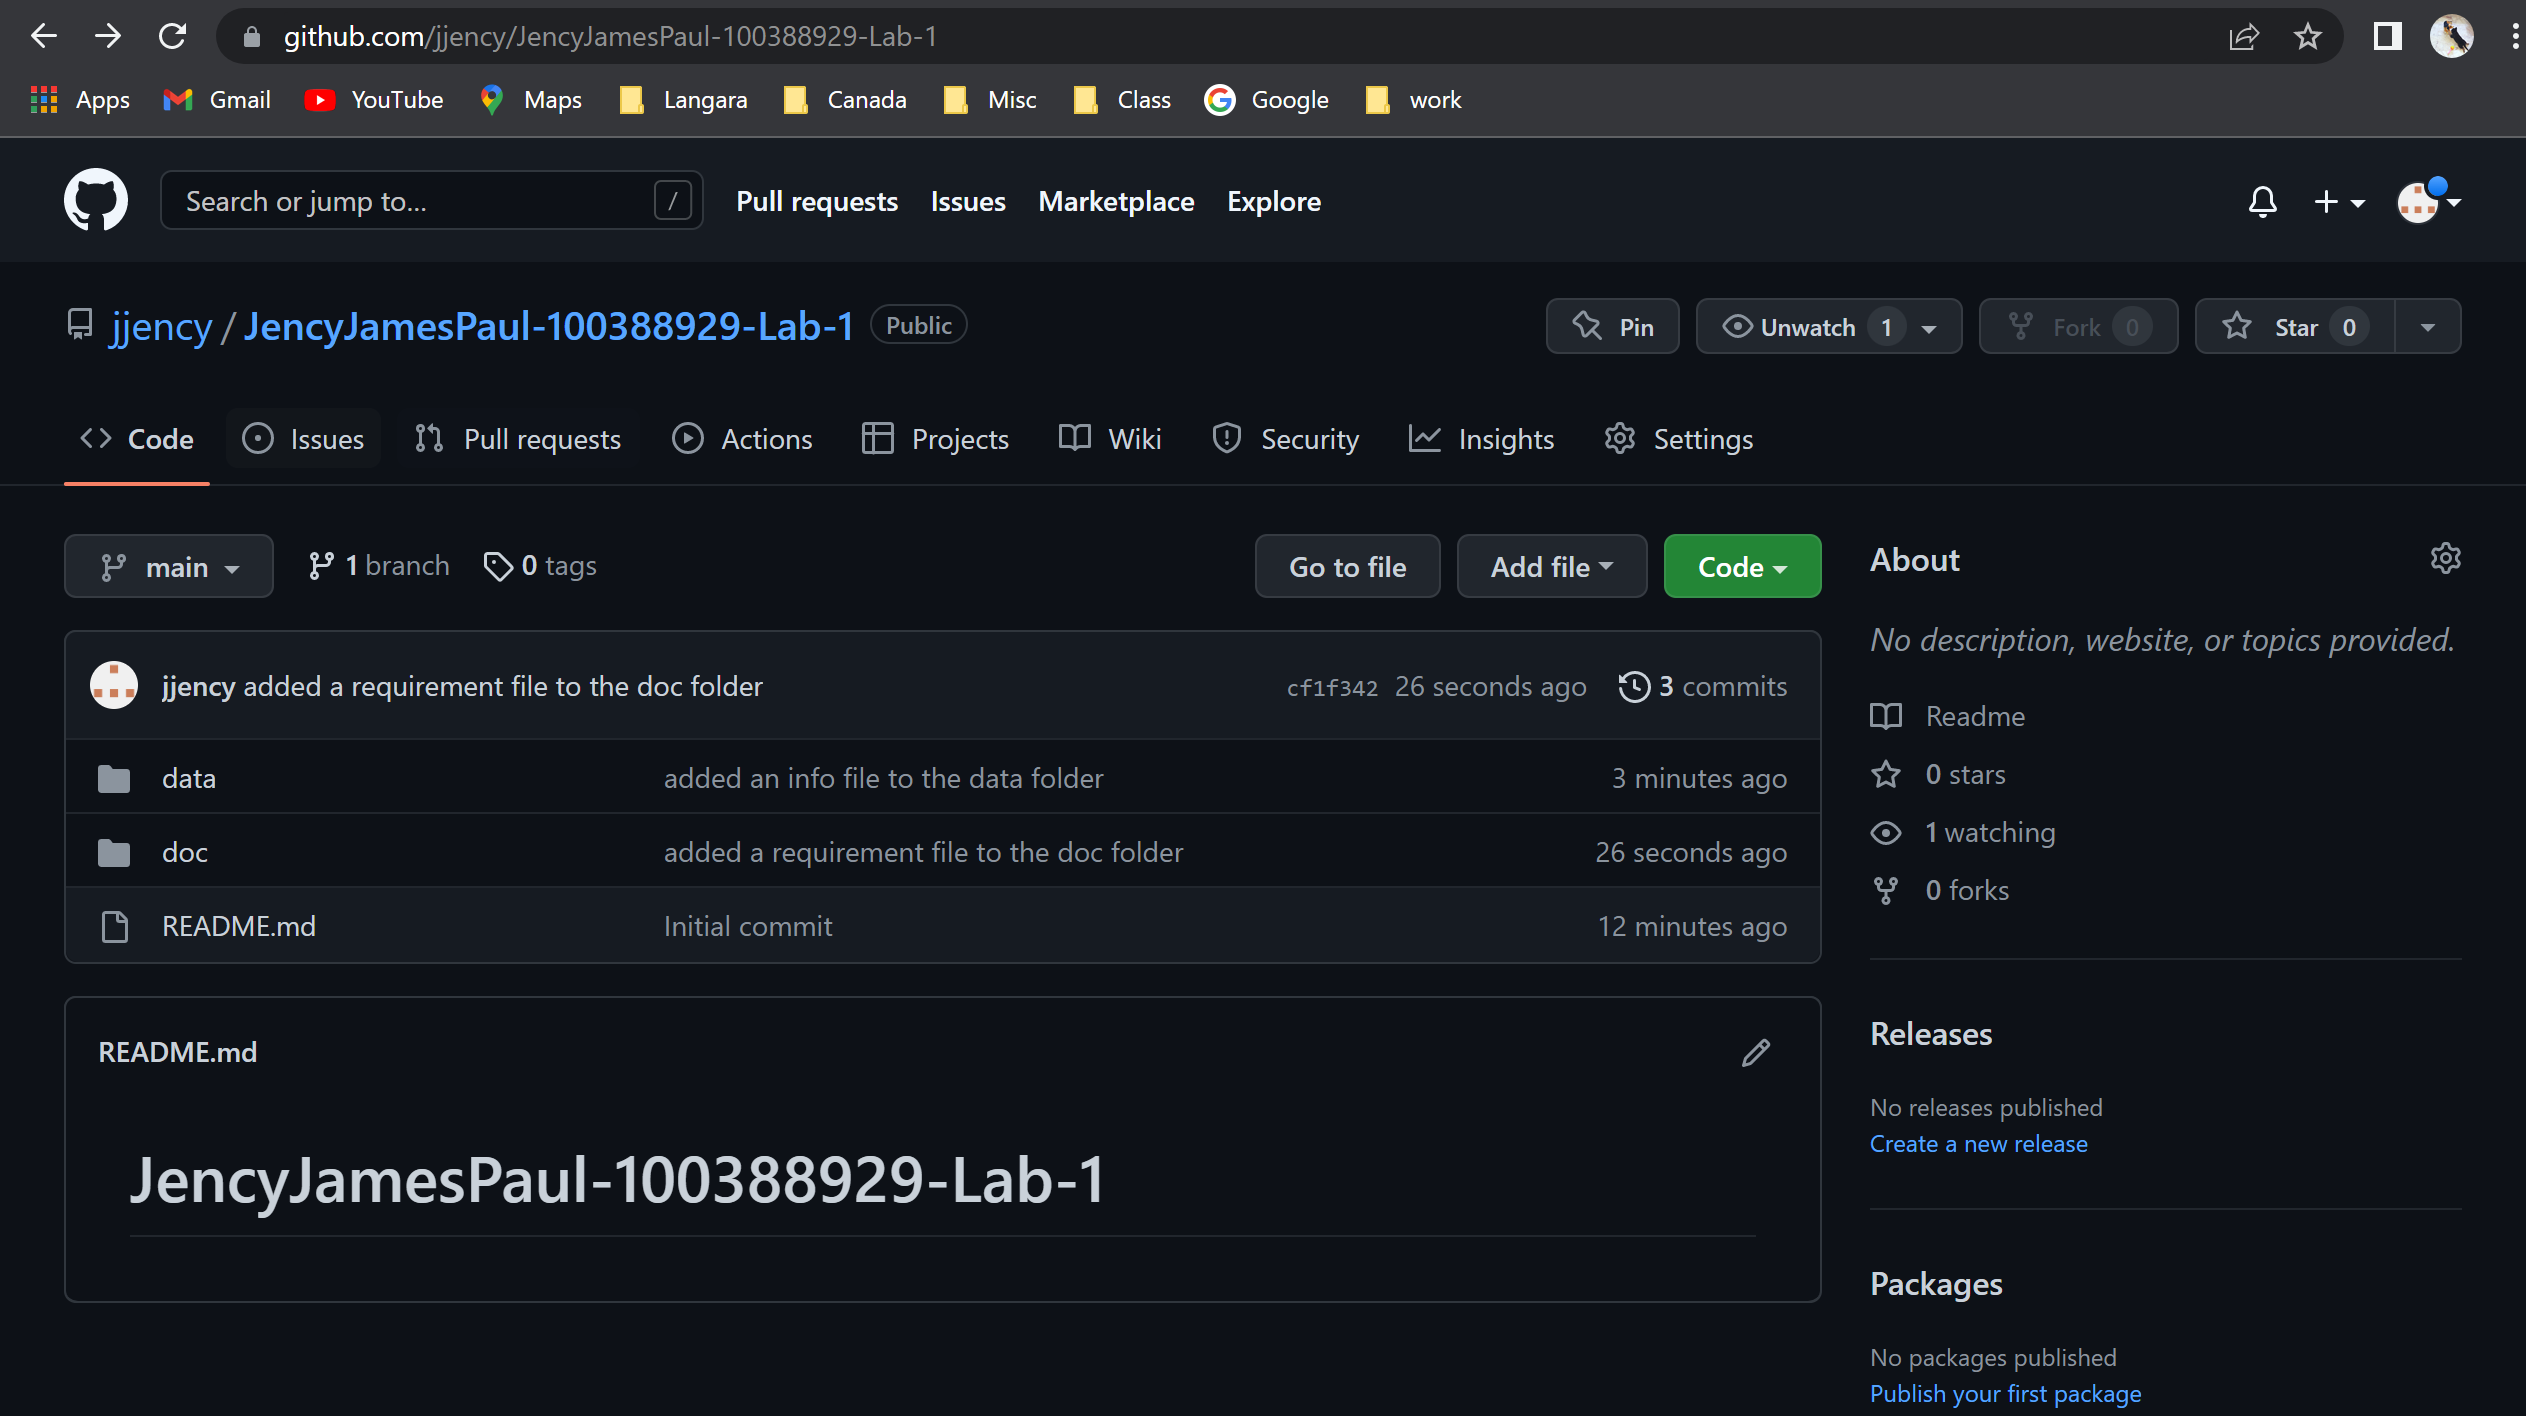 github.com/jjency/JencyJamesPaul-100388929-Lab-1
Apps Gmail YouTube Maps Langara Canada Misc Class Google work
Search or jump to... / Pull requests Issues Marketplace Explore
jjency / JencyJamesPaul-100388929-Lab-1 Public Pin Unwatch 1 Fork 0 Star 0
Code Issues Pull requests Actions Projects Wiki Security Insights Settings
main 1 branch 0 tags Go to file Add file Code
jjency added a requirement file to the doc folder cf1f342 26 seconds ago 3 commits
data added an info file to the data folder 3 minutes ago
doc added a requirement file to the doc folder 26 seconds ago
README.md Initial commit 12 minutes ago
README.md
JencyJamesPaul-100388929-Lab-1
About
No description, website, or topics provided.
Readme
0 stars
1 watching
0 forks
Releases
No releases published
Create a new release
Packages
No packages published
Publish your first package